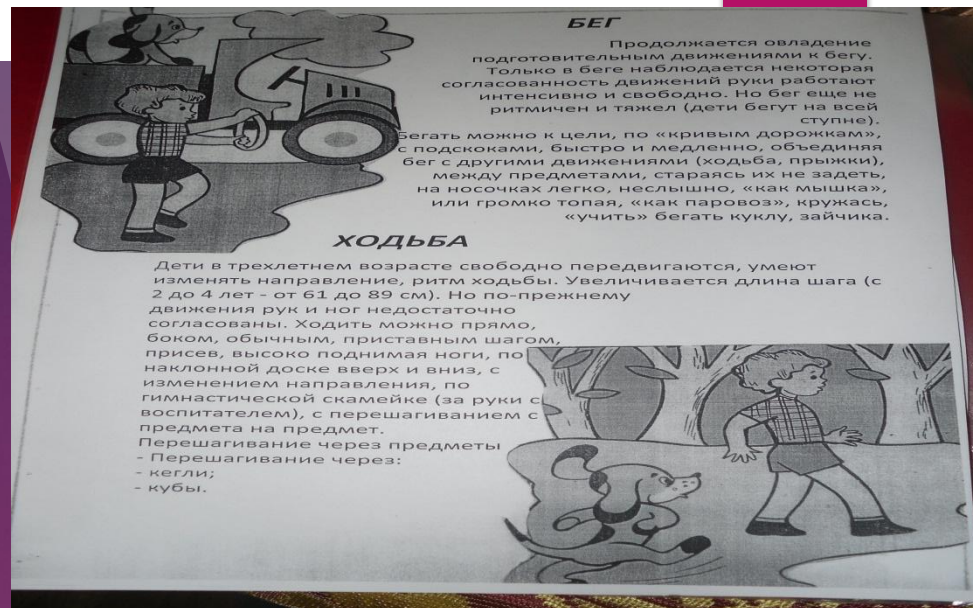 БЕГ
Продолжается овладение
подготовительным движениями к бегу.
Только в беге наблюдается некоторая
согласованность движений руки работают
интенсивно и свободно. Но бег еще не
ритмичен и тяжел (дети бегут на всей
ступне).
Бегать можно к цели, по «кривым дорожкам»,
с подскоками, быстро и медленно, объединяя
бег с другими движениями (ходьба, прыжки),
между предметами, стараясь их не задеть,
на носочках легко, неслышно, «как мышка»,
или громко топая, «как паровоз», кружась,
«учить» бегать куклу, зайчика.
ХОДЬБА
Дети в трехлетнем возрасте свободно передвигаются, умеют
изменять направление, ритм ходьбы. Увеличивается длина шага (с
2 до 4 лет - от 61 до 89 см). Но по-прежнему
движения рук и ног недостаточно
согласованы. Ходить можно прямо,
боком, обычным, приставным шагом,
присев, высоко поднимая ноги, по
наклонной доске вверх и вниз, с
изменением направления, по
гимнастической скамейке (за руки с
воспитателем), с перешагиванием с
предмета на предмет.
Перешагивание через предметы
- Перешагивание через:
- кегли;
- кубы.